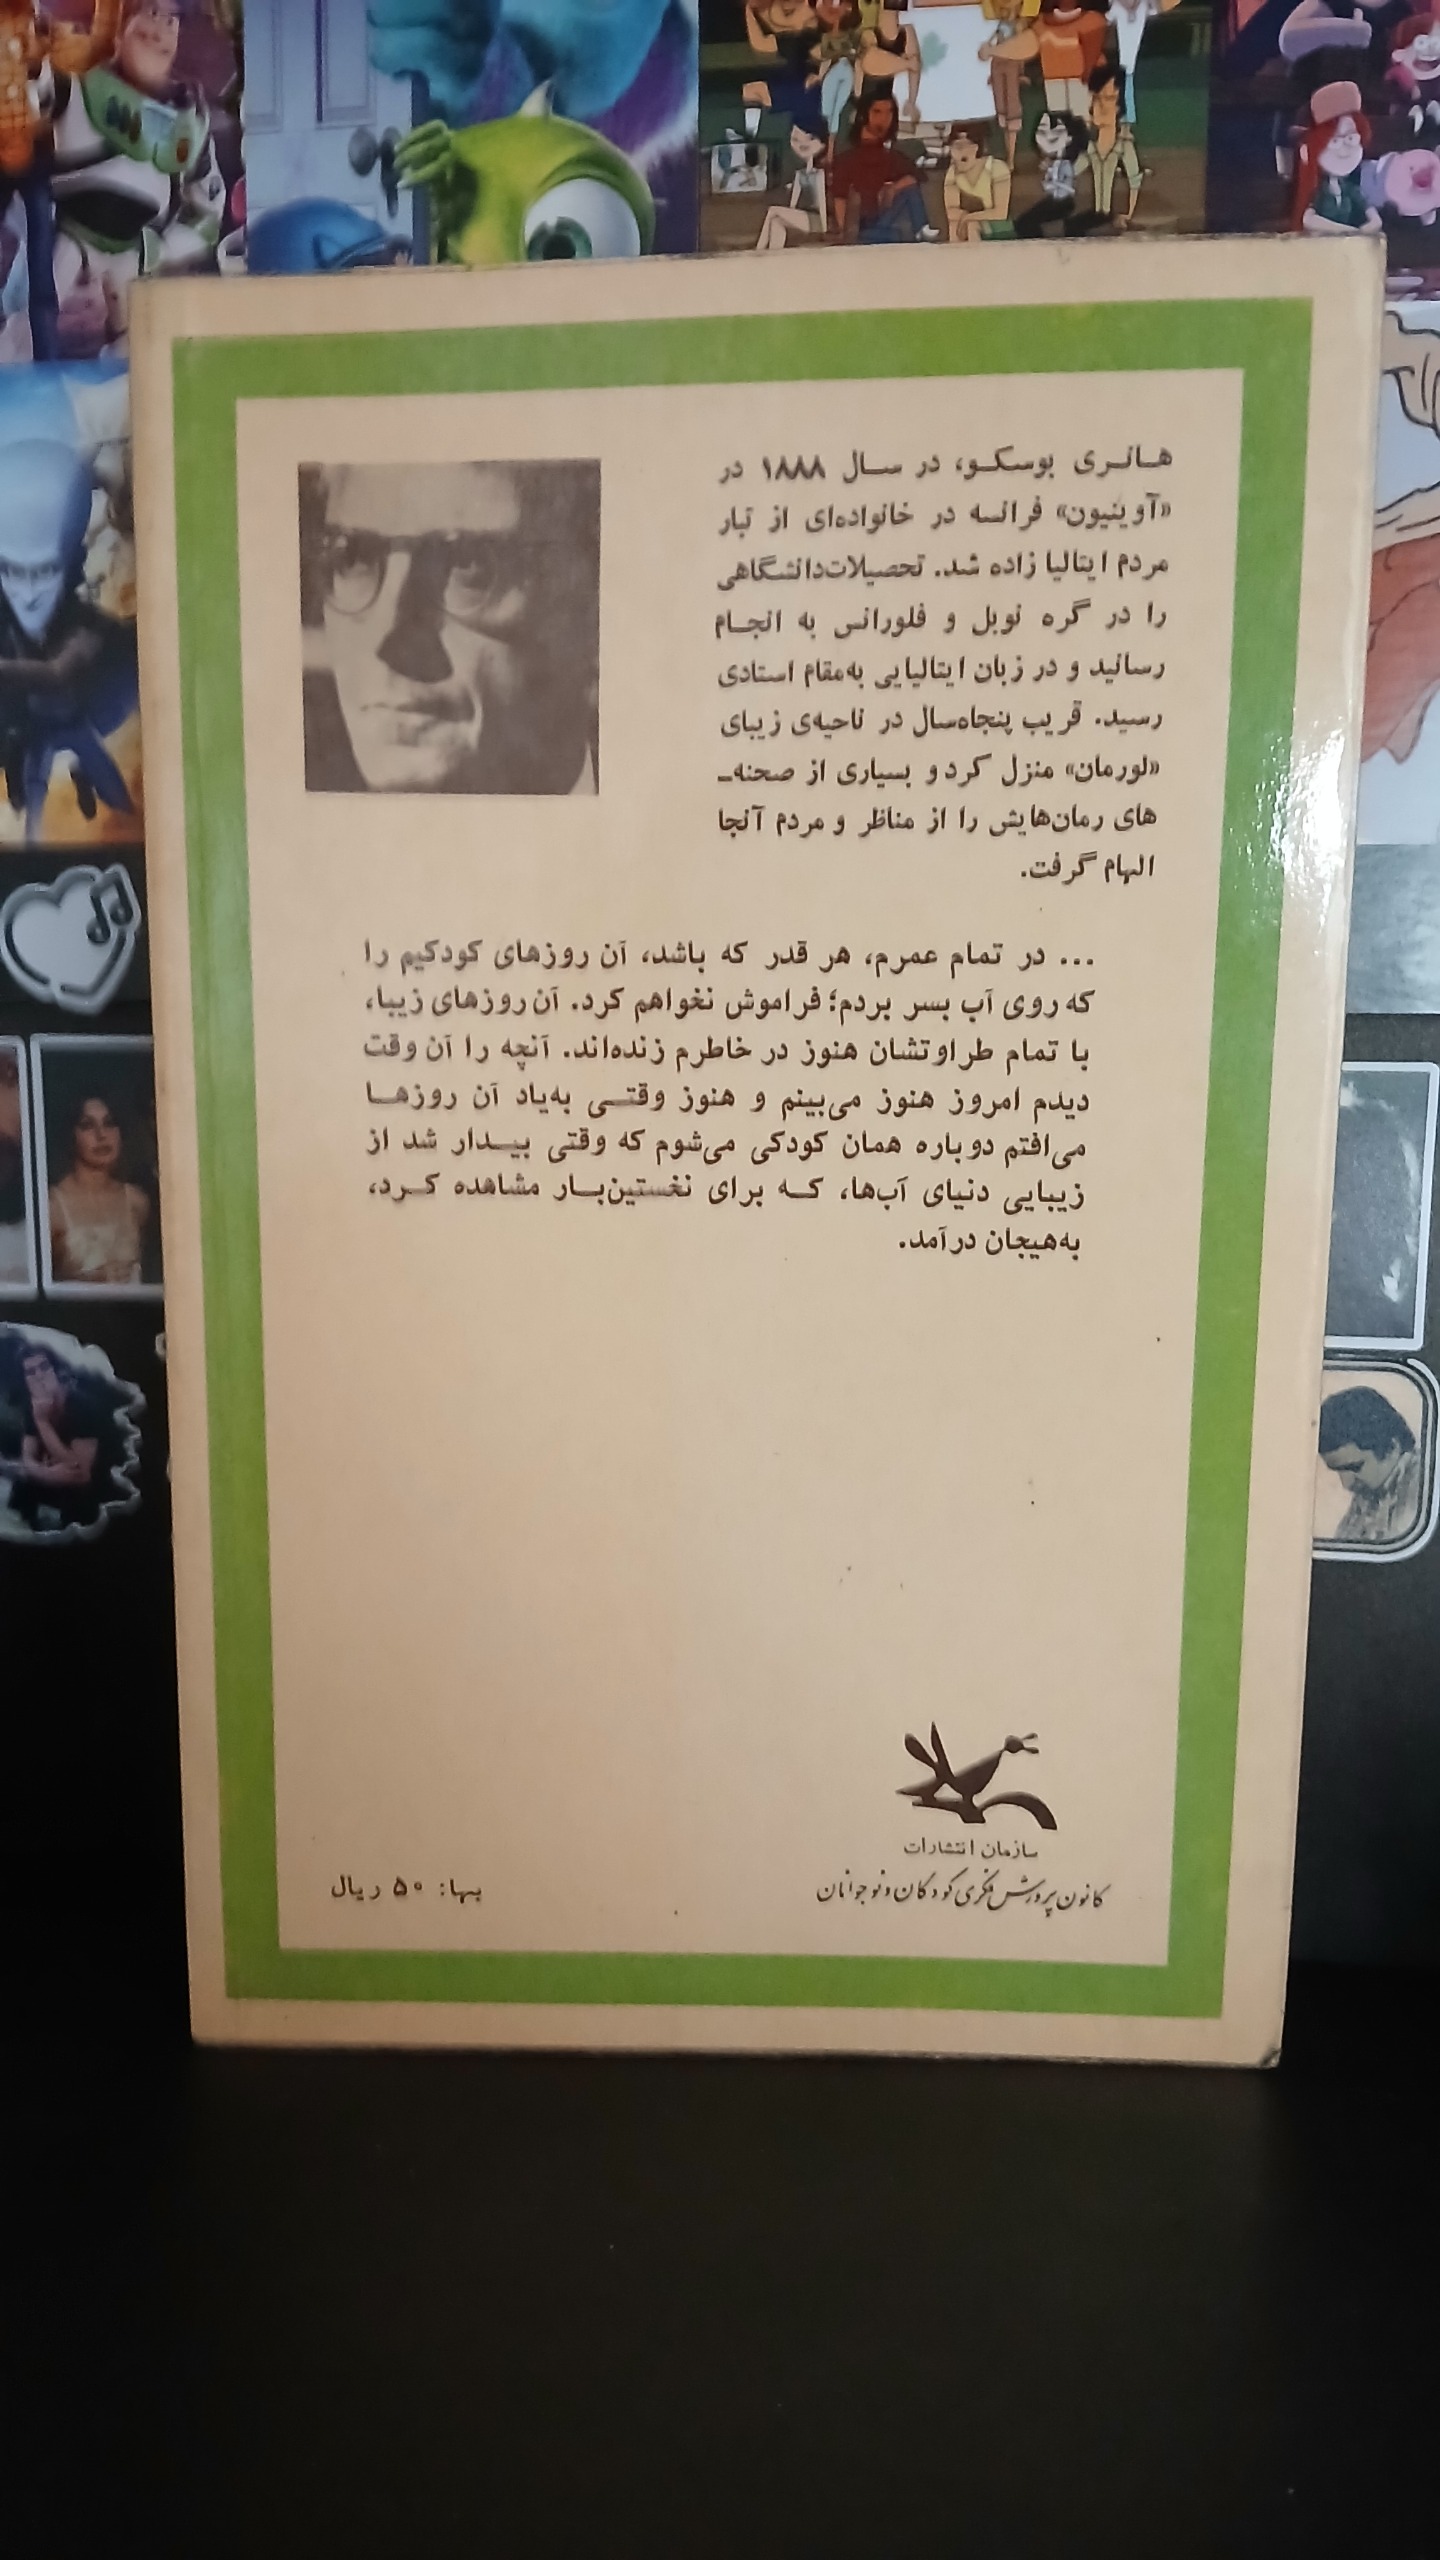 هانری بوسکو، در سال ۱۸۸۸ در
«آوینیون» فرانسه در خانواده‌ای از تبار
مردم ایتالیا زاده شد. تحصیلات‌دانشگاهی
را در گره نوبل و فلورانس به انجام
رسانید و در زبان ایتالیایی به‌مقام استادی
رسید. قریب پنجاه‌سال در ناحیه‌ی زیبای
«لورمان» منزل کرد و بسیاری از صحنه‌ـ
های رمان‌هایش را از مناظر و مردم آنجا
الهام گرفت.
... در تمام عمرم، هر قدر که باشد، آن روزهای کودکیم را
که روی آب بسر بردم؛ فراموش نخواهم کرد. آن روزهای زیبا،
با تمام طراوتشان هنوز در خاطرم زنده‌اند. آنچه را آن وقت
دیدم امروز هنوز می‌بینم و هنوز وقتی به‌یاد آن روزها
می‌افتم دوباره همان کودکی می‌شوم که وقتی بیدار شد از
زیبایی دنیای آب‌ها، که برای نخستین‌بار مشاهده کرد،
به‌هیجان درآمد.
سازمان انتشارات
کانون پرورش فکری کودکان و نوجوانان
بها: ۵۰ ریال